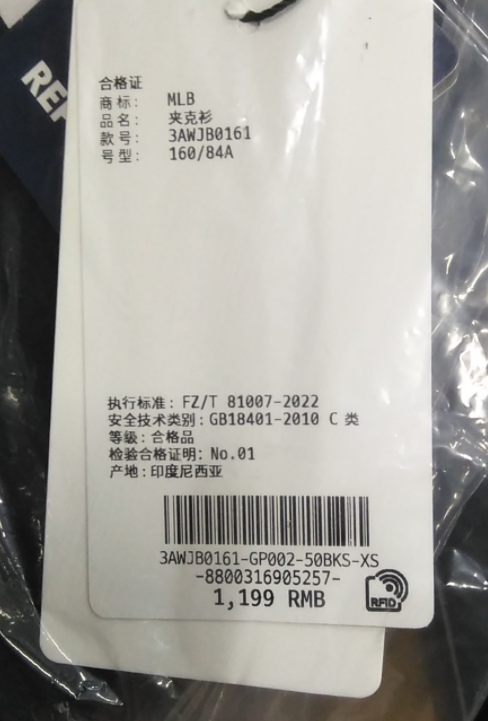 合格证
商标： MLB
品名： 夹克衫
款号： 3AWJB0161
号型： 160/84A
执行标准：FZ/T 81007-2022
安全技术类别：GB18401-2010 C 类
等级：合格品
检验合格证明：No.01
产地：印度尼西亚
3AWJB0161-GP002-50BKS-XS
-8800316905257-
1,199 RMB
RFID